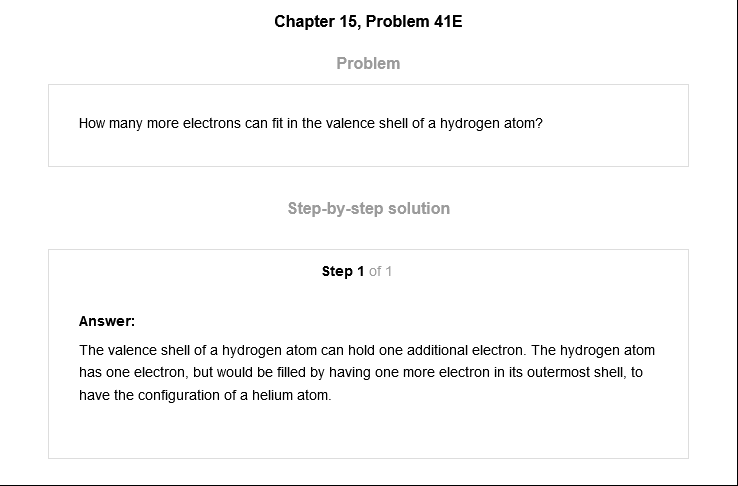 Chapter 15, Problem 41E
Problem
How many more electrons can fit in the valence shell of a hydrogen atom?
Step-by-step solution
Step 1 of 1
Answer:
The valence shell of a hydrogen atom can hold one additional electron. The hydrogen atom
has one electron, but would be filled by having one more electron in its outermost shell, to
have the configuration of a helium atom.